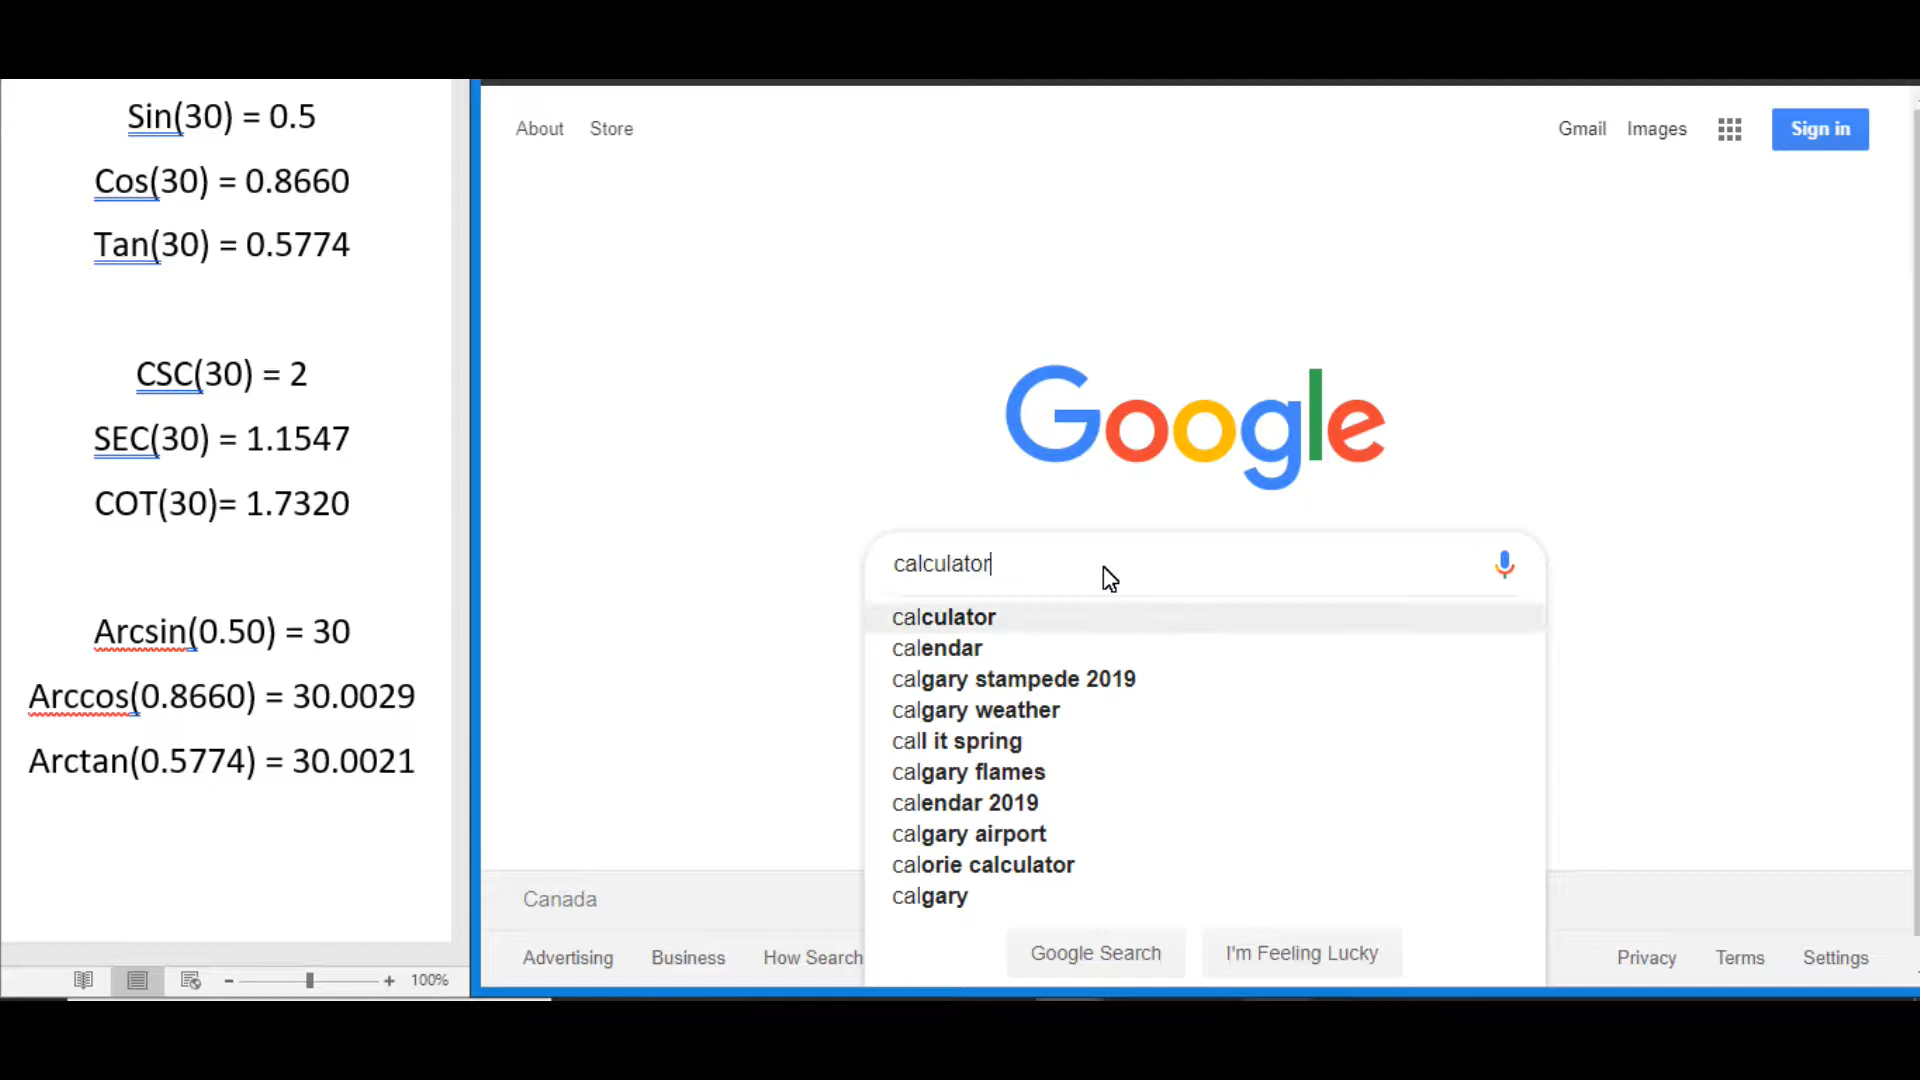 Sin(30) = 0.5
Cos(30) = 0.8660
Tan(30) = 0.5774
CSC(30) = 2
SEC(30) = 1.1547
COT(30)= 1.7320
Arcsin(0.50) = 30
Arccos(0.8660) = 30.0029
Arctan(0.5774) = 30.0021
100%
About Store Gmail Images Sign in
Google
calculator
calculator
calendar
calgary stampede 2019
calgary weather
call it spring
calgary flames
calendar 2019
calgary airport
calorie calculator
calgary
Google Search I'm Feeling Lucky
Canada
Advertising Business How Search Privacy Terms Settings